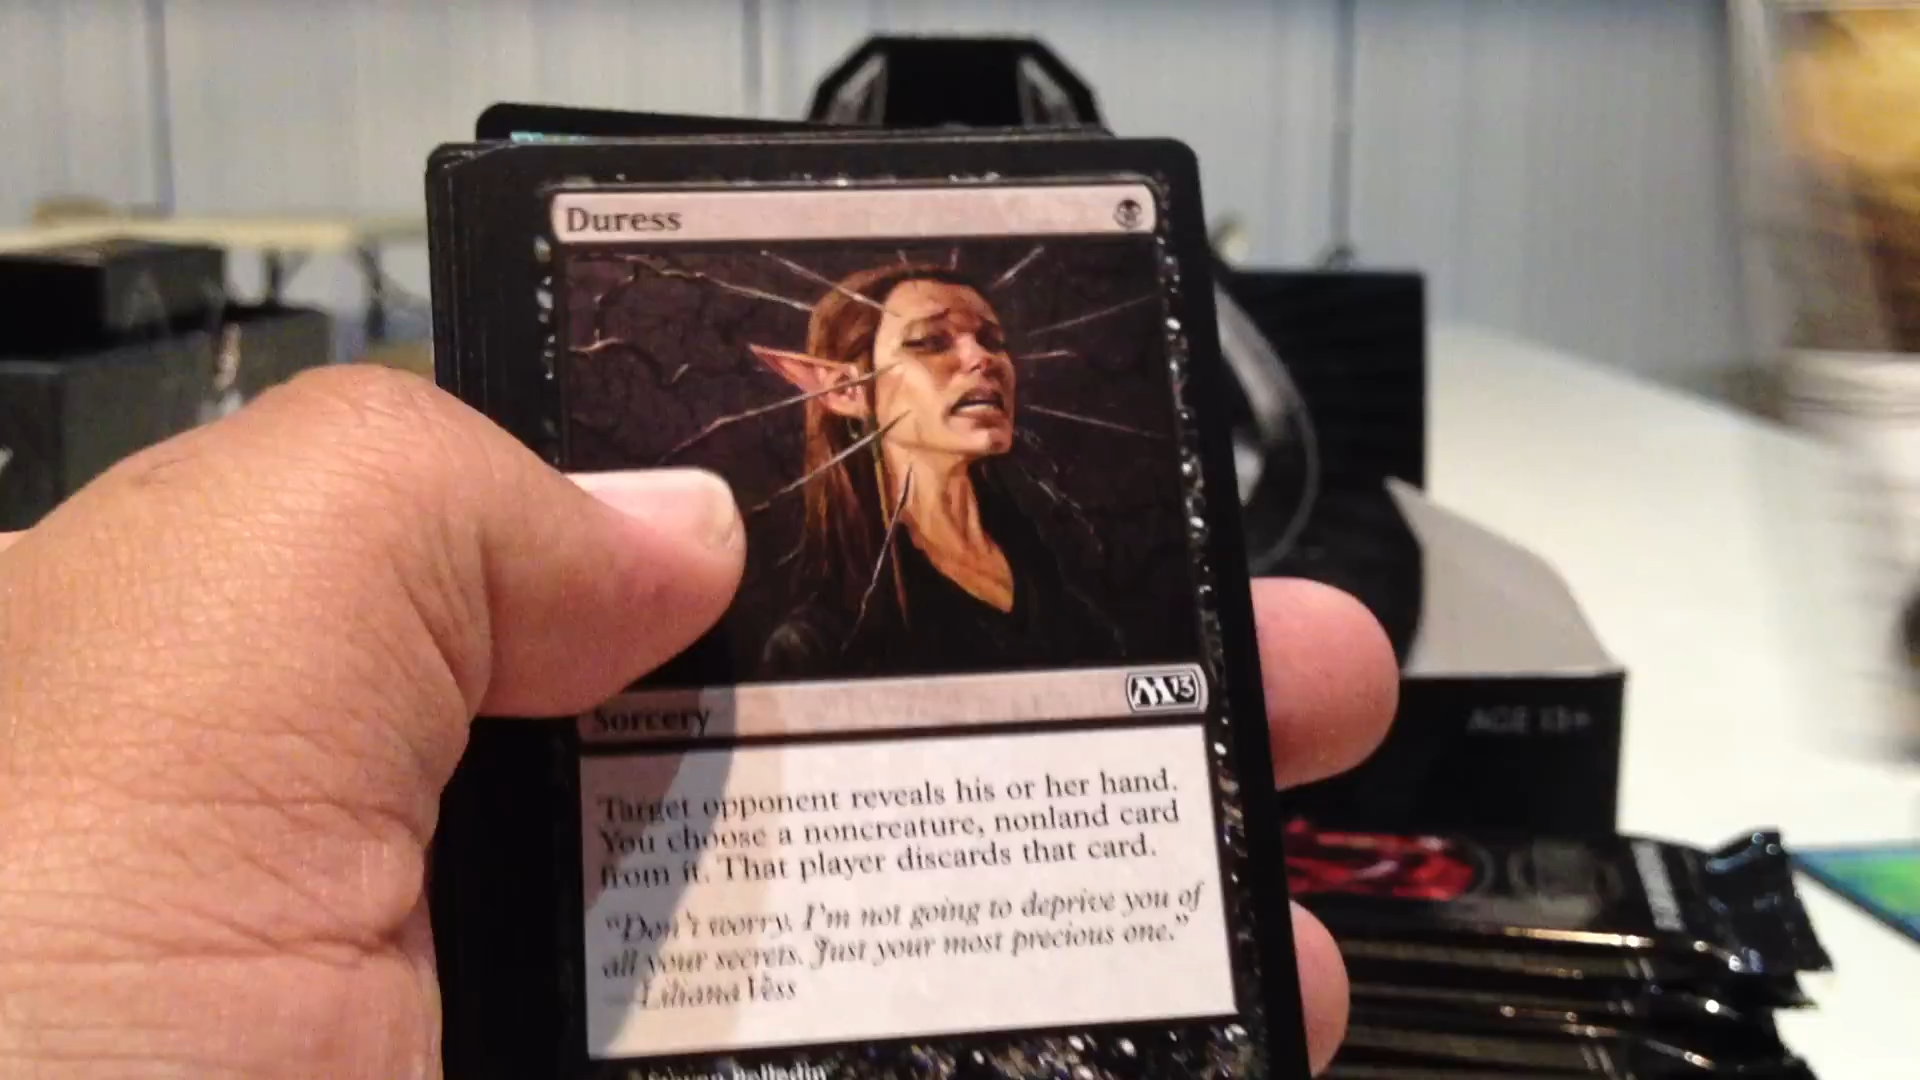 Duress
M13
Sorcery
Target opponent reveals his or her hand.
You choose a noncreature, nonland card
from it. That player discards that card.
"Don't worry, I'm not going to deprive you of
all your secrets. Just your most precious one."
—Liliana Vess
AGE 13+